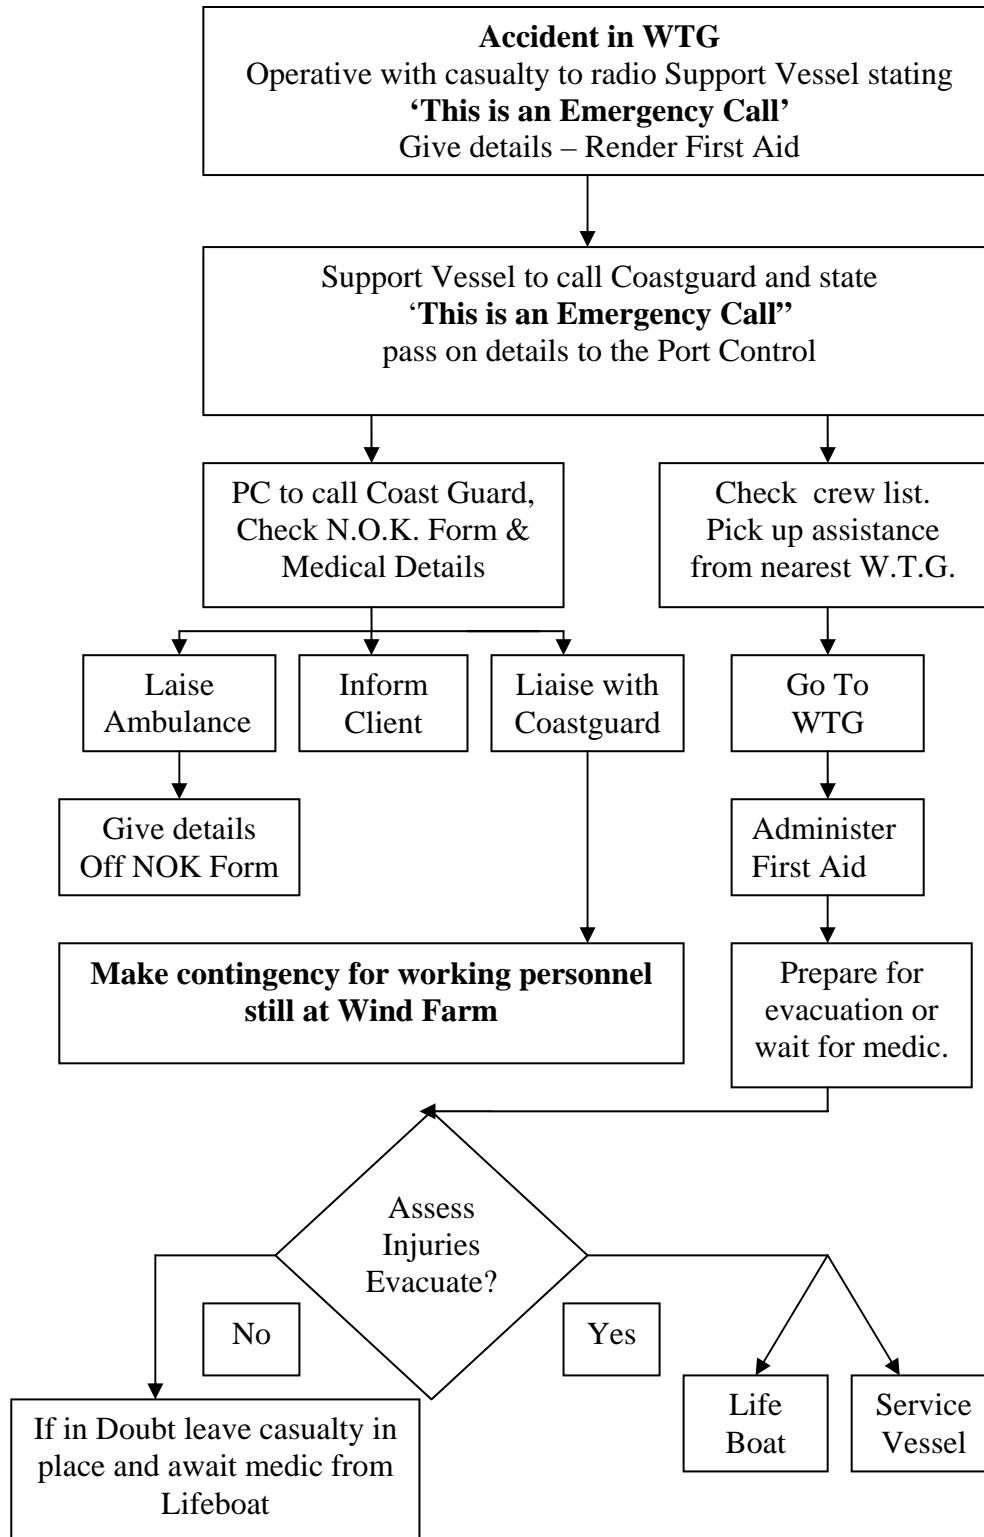 Accident in WTG
Operative with casualty to radio Support Vessel stating
‘This is an Emergency Call’
Give details – Render First Aid
Support Vessel to call Coastguard and state
‘This is an Emergency Call”
pass on details to the Port Control
PC to call Coast Guard,
Check N.O.K. Form &
Medical Details
Check crew list.
Pick up assistance
from nearest W.T.G.
Laise
Ambulance
Inform
Client
Liaise with
Coastguard
Go To
WTG
Give details
Off NOK Form
Administer
First Aid
Make contingency for working personnel
still at Wind Farm
Prepare for
evacuation or
wait for medic.
Assess
Injuries
Evacuate?
No
Yes
If in Doubt leave casualty in
place and await medic from
Lifeboat
Life
Boat
Service
Vessel